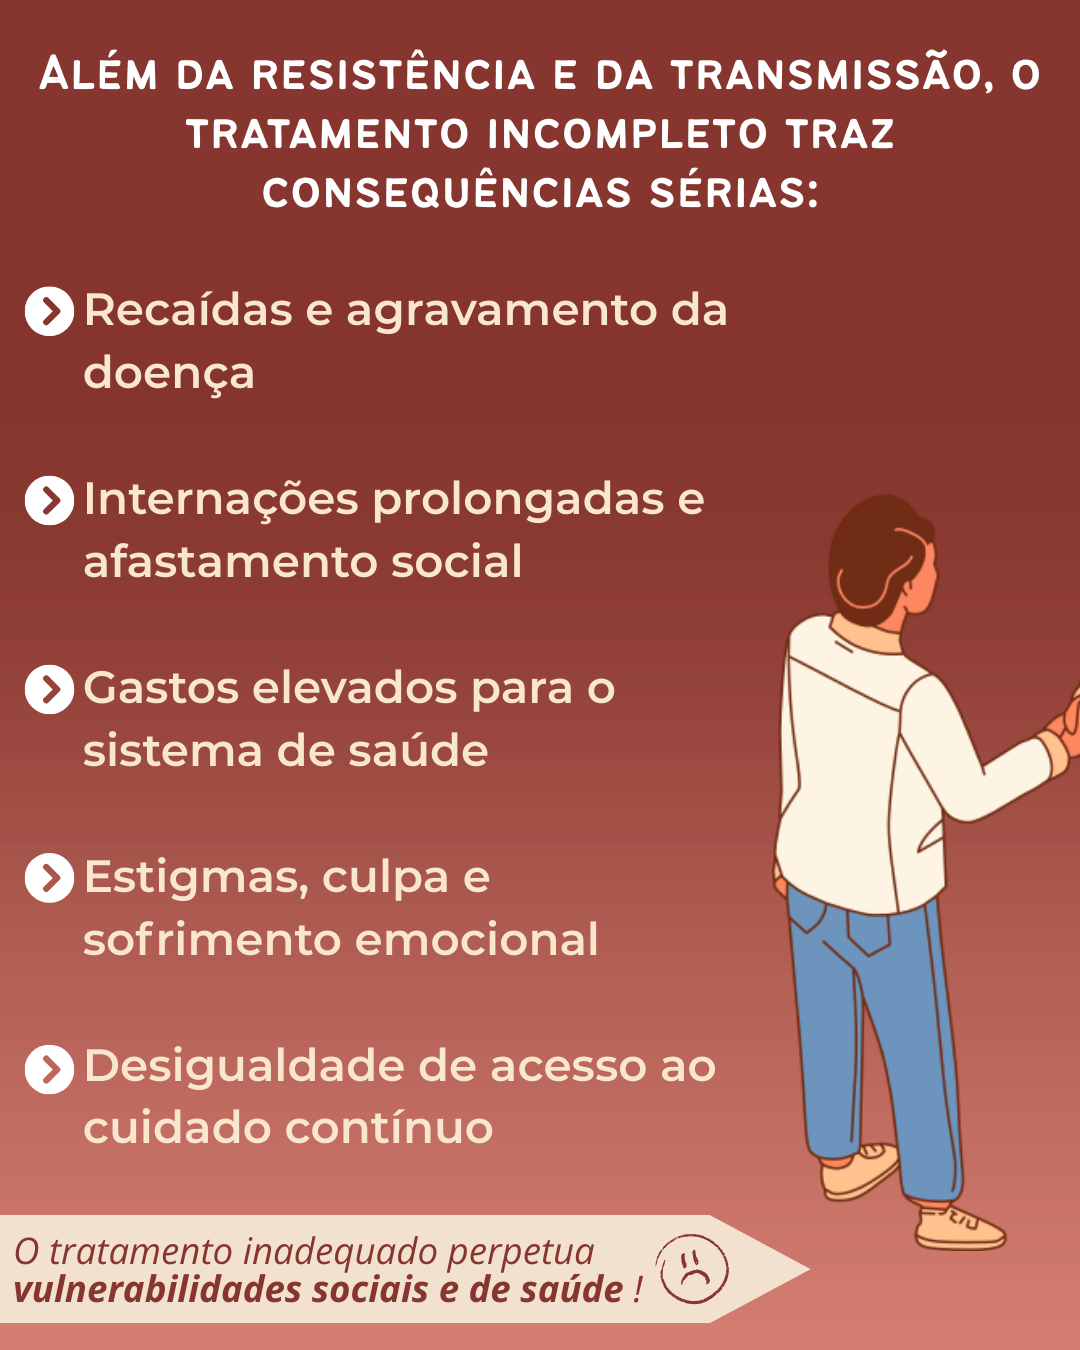 Além da resistência e da transmissão, o
tratamento incompleto traz
consequências sérias:
Recaídas e agravamento da
doença
Internações prolongadas e
afastamento social
Gastos elevados para o
sistema de saúde
Estigmas, culpa e
sofrimento emocional
Desigualdade de acesso ao
cuidado contínuo
O tratamento inadequado perpetua
vulnerabilidades sociais e de saúde !